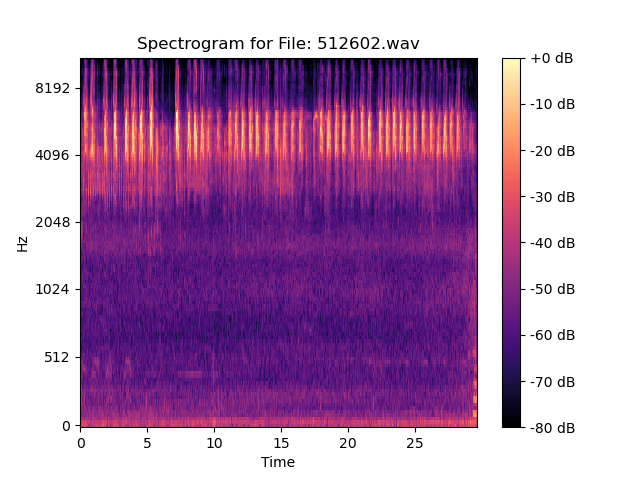 Spectrogram for File: 512602.wav
8192
4096
2048
1024
512
0
Hz
0 5 10 15 20 25
Time
+0 dB
-10 dB
-20 dB
-30 dB
-40 dB
-50 dB
-60 dB
-70 dB
-80 dB